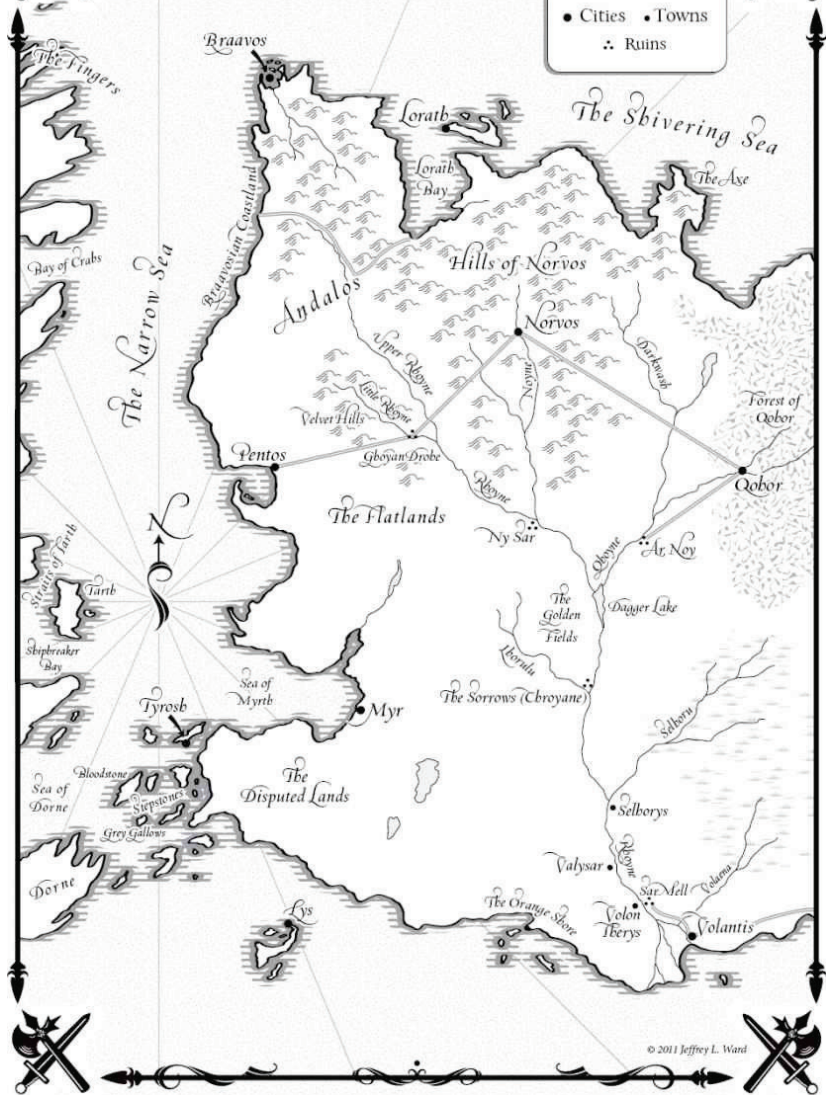 Cities Towns
Ruins
Braavos
The Fingers
Lorath
The Shivering Sea
Lorath
Bay
The Axe
Braavosian Coastland
Bay of Crabs
The Narrow Sea
Hills of Norvos
Andalos
Norvos
Upper Rhoyne
Noyne
Darkwash
Little Rhoyne
Velvet Hills
Forest of
Qohor
Pentos
Ghoyan Drohe
Qohor
Rhoyne
N
The Flatlands
Ny Sar
Ar Noy
Qhoyne
Straits of Tarth
Tarth
The
Golden
Fields
Dagger Lake
Shipbreaker
Bay
Lhorulu
Sea of
Myrth
The Sorrows (Chroyane)
Selhoru
Tyrosh
Myr
Bloodstone
Sea of
Dorne
Stepstones
The
Disputed Lands
Selhorys
Grey Gallows
Rhoyne
Valysar
Volaena
Dorne
Sar Mell
Lys
The Orange Shore
Volon
Therys
Volantis
© 2011 Jeffrey L. Ward